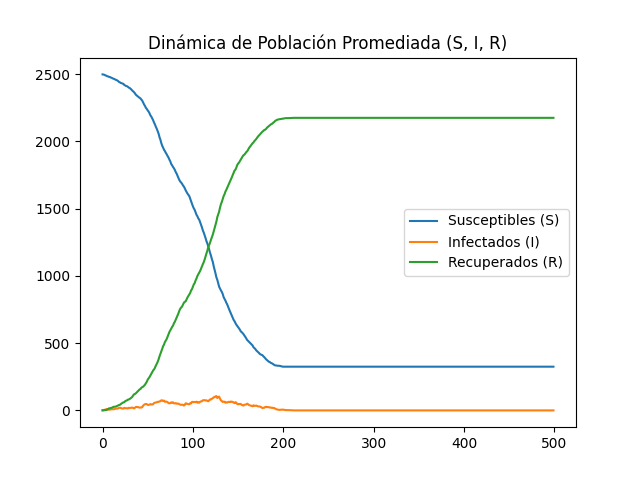 Dinámica de Población Promediada (S, I, R)
2500
2000
1500
1000
500
0
Susceptibles (S)
Infectados (I)
Recuperados (R)
0 100 200 300 400 500